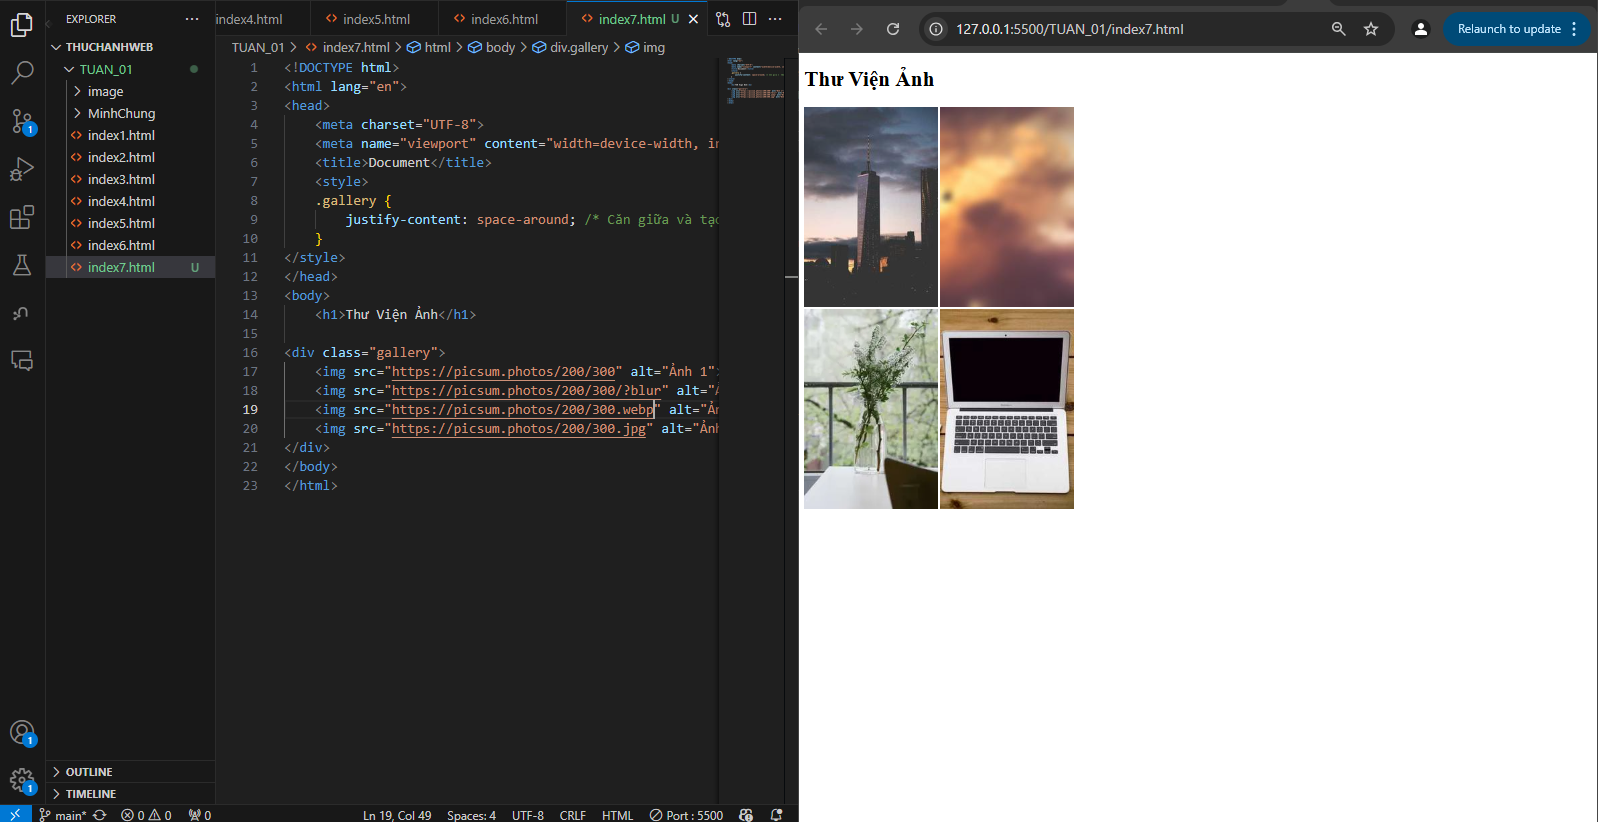 EXPLORER ···
THUCHANHWEB
TUAN_01
image
MinhChung
index1.html
index2.html
index3.html
index4.html
index5.html
index6.html
index7.html U
OUTLINE
TIMELINE
index4.html index5.html index6.html index7.html U
TUAN_01 > index7.html > html > body > div.gallery > img
1 <!DOCTYPE html>
2 <html lang="en">
3 <head>
4 <meta charset="UTF-8">
5 <meta name="viewport" content="width=device-width, in
6 <title>Document</title>
7 <style>
8 .gallery {
9 justify-content: space-around; /* Căn giữa và tạo
10 }
11 </style>
12 </head>
13 <body>
14 <h1>Thư Viện Ảnh</h1>
15
16 <div class="gallery">
17 <img src="https://picsum.photos/200/300" alt="Ảnh 1">
18 <img src="https://picsum.photos/200/300/?blur" alt="Ả
19 <img src="https://picsum.photos/200/300.webp" alt="Ản
20 <img src="https://picsum.photos/200/300.jpg" alt="Ảnh
21 </div>
22 </body>
23 </html>
1
1
1
main* 0 0 0 Ln 19, Col 49 Spaces: 4 UTF-8 CRLF HTML Port : 5500
127.0.0.1:5500/TUAN_01/index7.html Relaunch to update
Thư Viện Ảnh